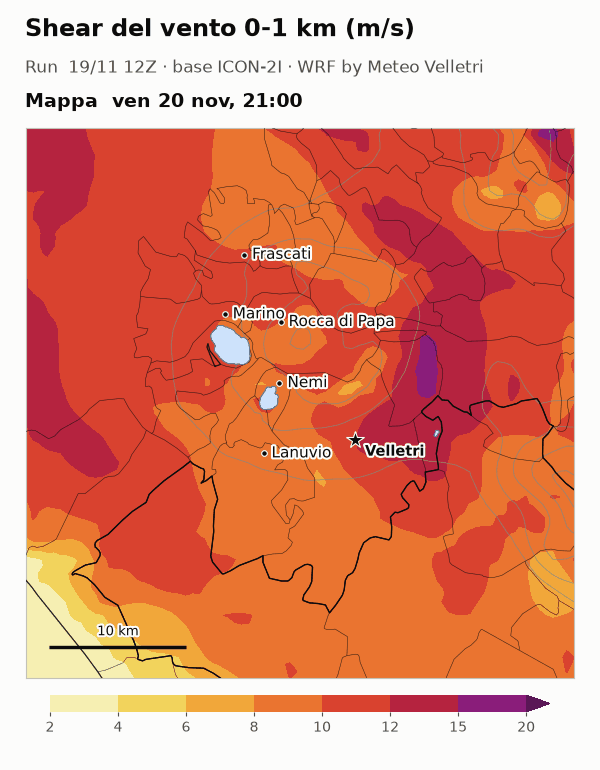 Shear del vento 0-1 km (m/s)
Run  19/11 12Z · base ICON-2I · WRF by Meteo Velletri
Mappa  ven 20 nov, 21:00
Frascati
Marino
Rocca di Papa
Nemi
Velletri
Lanuvio
10 km
2 4 6 8 10 12 15 20